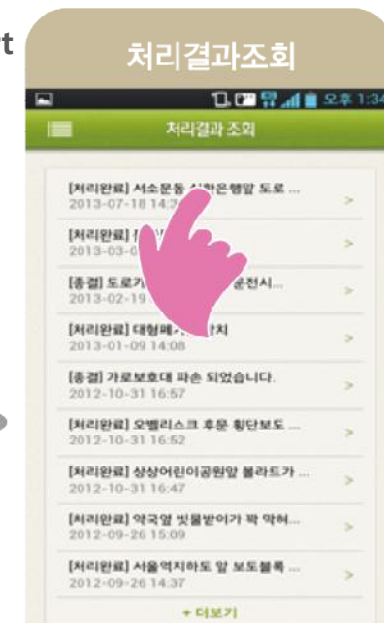 rt
처리결과조회
오후 1:34
처리결과 조회
[처리완료] 서소문동 신한은행앞 도로 ...
2013-07-18 14:2
[처리완료]
2013-03-0
[종결] 도로 운전시...
2013-02-19
[처리완료] 대형폐 치
2013-01-09 14:08
[종결] 가로보호대 파손 되었습니다.
2012-10-31 16:57
[처리완료] 오벨리스크 후문 횡단보도 ...
2012-10-31 16:52
[처리완료] 상상어린이공원앞 볼라드가 ...
2012-10-31 16:47
[처리완료] 약국옆 빗물받이가 꽉 막혀...
2012-09-26 15:09
[처리완료] 서울역지하도 앞 보도블록 ...
2012-09-26 14:37
+ 더보기